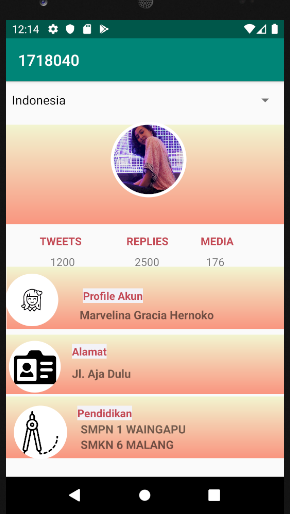 12:14
1718040
Indonesia
TWEETS REPLIES MEDIA
1200 2500 176
Profile Akun
Marvelina Gracia Hernoko
Alamat
Jl. Aja Dulu
Pendidikan
SMPN 1 WAINGAPU
SMKN 6 MALANG